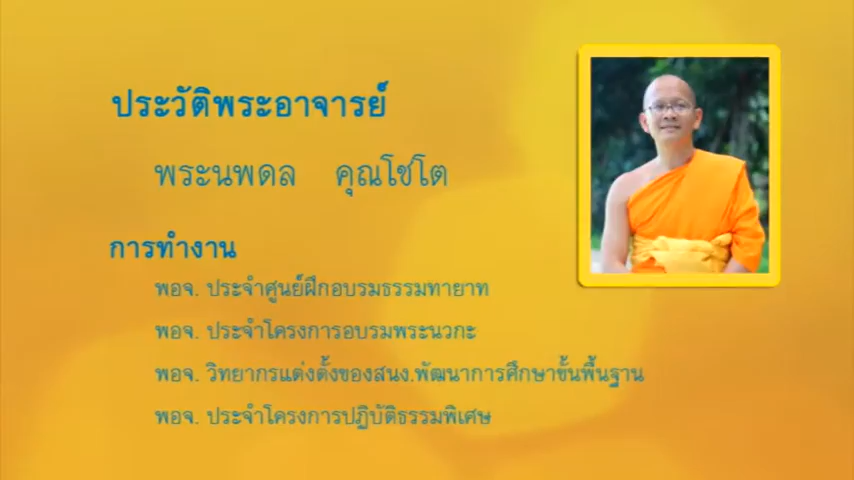 ประวัติพระอาจารย์
พระนพดล คุณโชโต
การทำงาน
พอจ. ประจำศูนย์ฝึกอบรมธรรมทายาท
พอจ. ประจำโครงการอบรมพระนวกะ
พอจ. วิทยากรแต่งตั้งของสนง.พัฒนาการศึกษาขั้นพื้นฐาน
พอจ. ประจำโครงการปฏิบัติธรรมพิเศษ